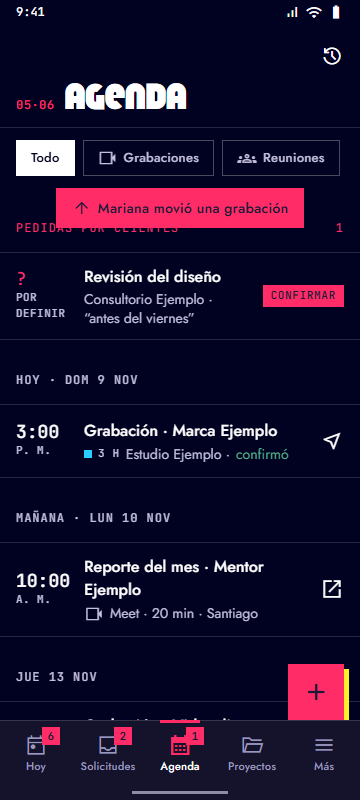 9:41
05·06 AGENDA
Todo
Grabaciones
Reuniones
Mariana movió una grabación
PEDIDAS POR CLIENTES 1
?
POR
DEFINIR
Revisión del diseño
Consultorio Ejemplo ·
“antes del viernes”
CONFIRMAR
HOY · DOM 9 NOV
3:00
P. M.
Grabación · Marca Ejemplo
3 H Estudio Ejemplo · confirmó
MAÑANA · LUN 10 NOV
10:00
A. M.
Reporte del mes · Mentor
Ejemplo
Meet · 20 min · Santiago
JUE 13 NOV
6
Hoy
2
Solicitudes
1
Agenda
Proyectos
Más